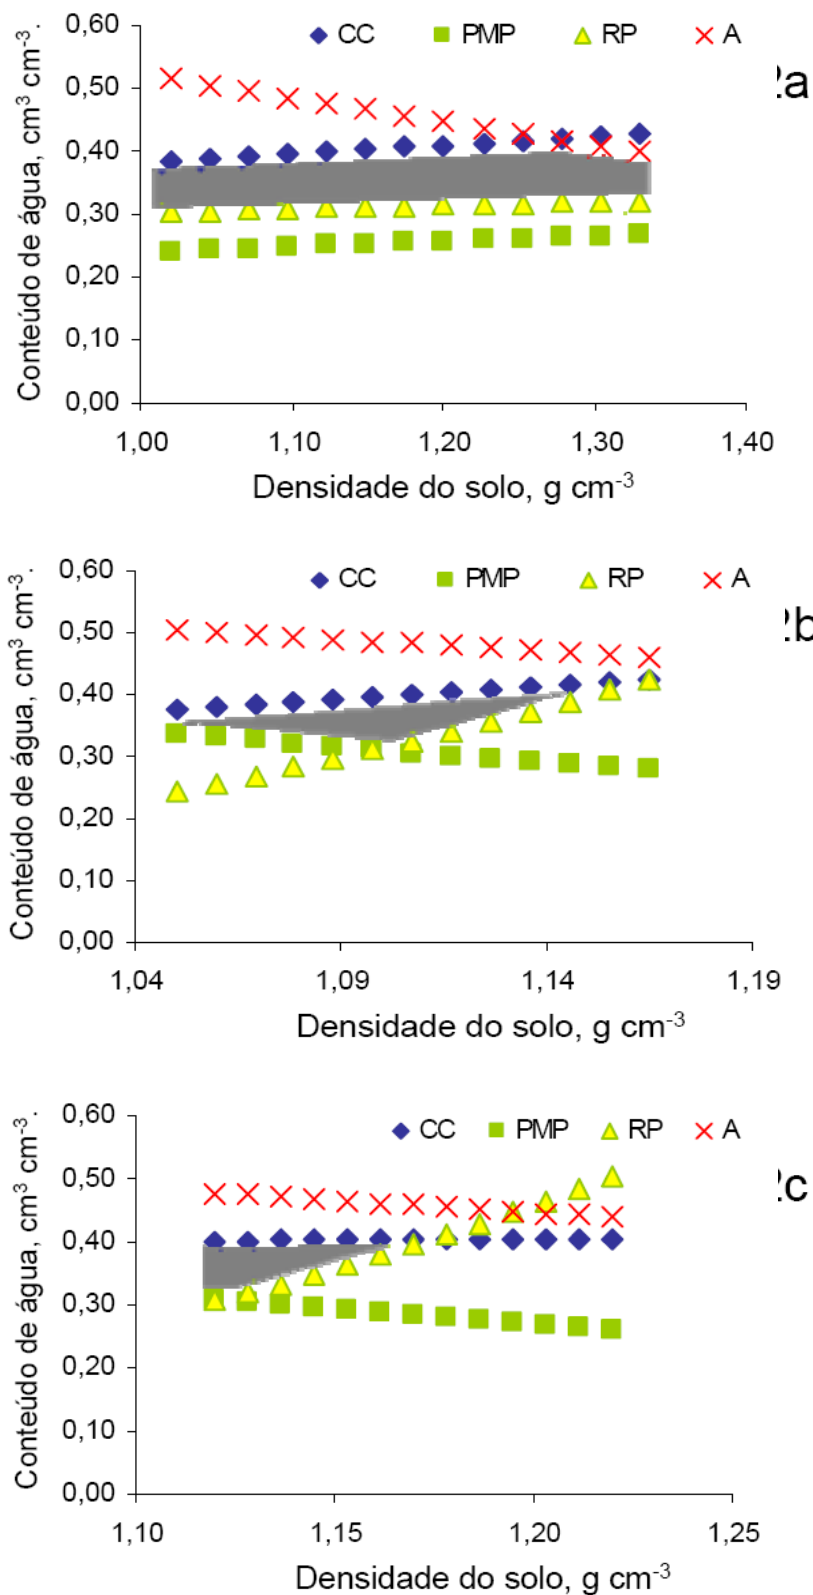 0,60
CC PMP RP A
2a
0,50
0,40
0,30
0,20
0,10
0,00
Conteúdo de água, cm³ cm⁻³.
1,00 1,10 1,20 1,30 1,40
Densidade do solo, g cm⁻³
0,60
CC PMP RP A
2b
0,50
0,40
0,30
0,20
0,10
0,00
Conteúdo de água, cm³ cm⁻³.
1,04 1,09 1,14 1,19
Densidade do solo, g cm⁻³
0,60
CC PMP RP A
2c
0,50
0,40
0,30
0,20
0,10
0,00
Conteúdo de água, cm³ cm⁻³.
1,10 1,15 1,20 1,25
Densidade do solo, g cm⁻³